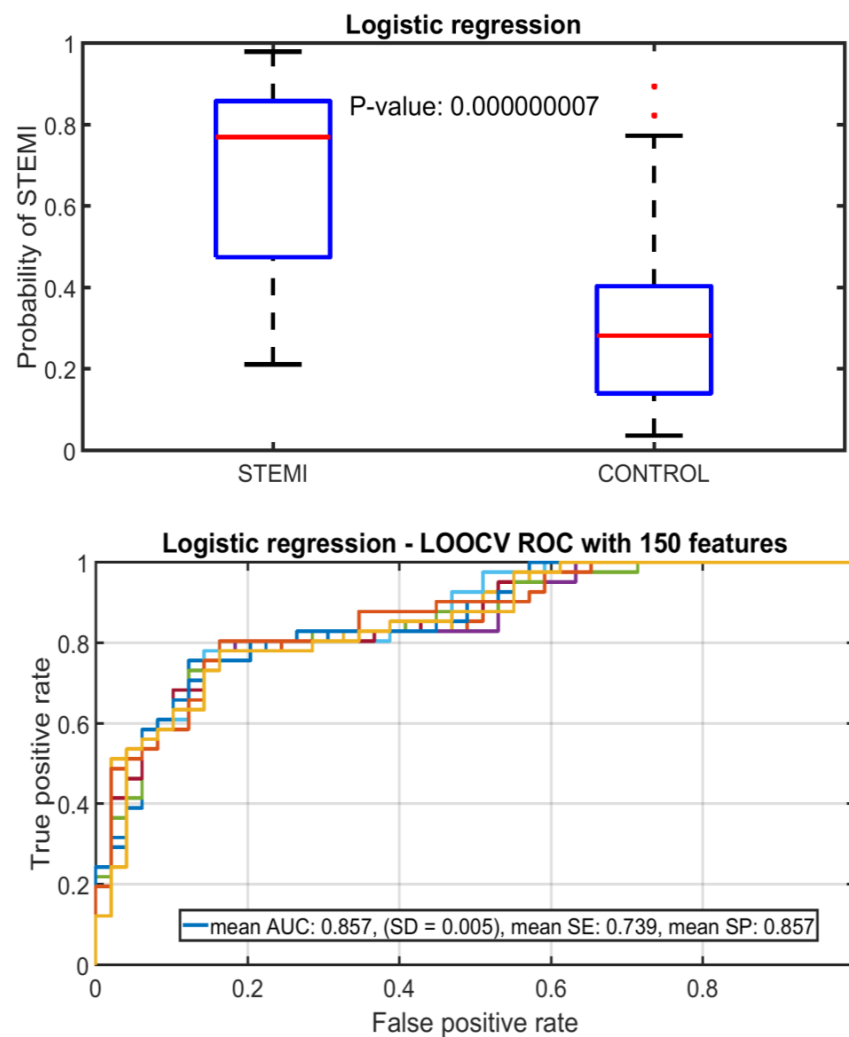 Logistic regression
P-value: 0.000000007
Probability of STEMI
1
0.8
0.6
0.4
0.2
0
STEMI CONTROL
Logistic regression - LOOCV ROC with 150 features
True positive rate
1
0.8
0.6
0.4
0.2
0
mean AUC: 0.857, (SD = 0.005), mean SE: 0.739, mean SP: 0.857
0 0.2 0.4 0.6 0.8
False positive rate